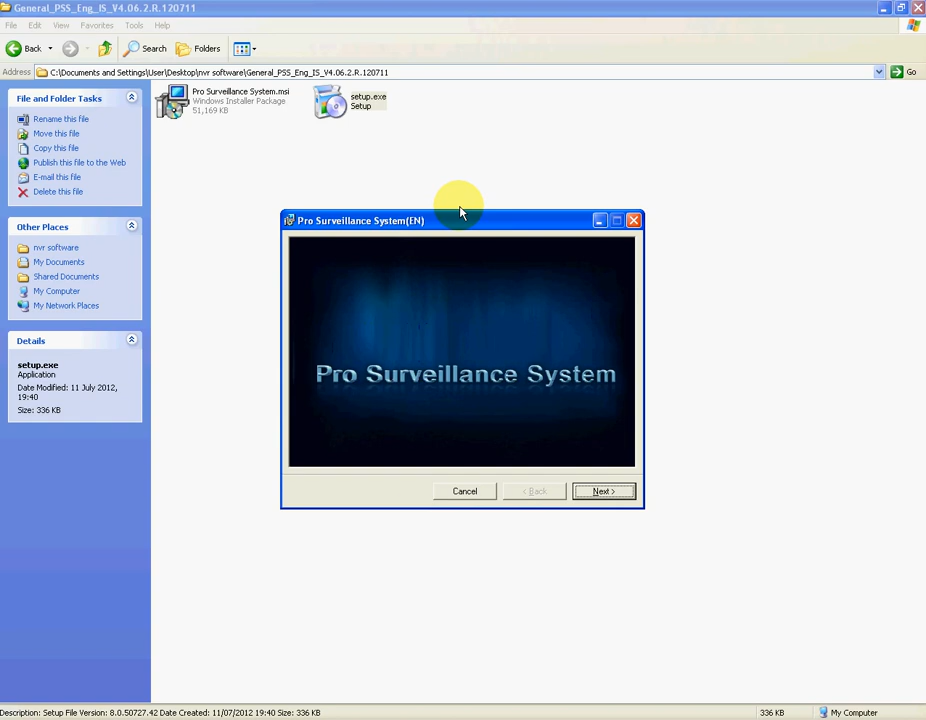 General_PSS_Eng_IS_V4.06.2.R.120711
File Edit View Favorites Tools Help
Back Search Folders
Address C:\Documents and Settings\User\Desktop\nvr software\General_PSS_Eng_IS_V4.06.2.R.120711 Go
File and Folder Tasks
Rename this file
Move this file
Copy this file
Publish this file to the Web
E-mail this file
Delete this file
Other Places
nvr software
My Documents
Shared Documents
My Computer
My Network Places
Details
setup.exe
Application
Date Modified: 11 July 2012,
19:40
Size: 336 KB
Pro Surveillance System.msi
Windows Installer Package
51,169 KB
setup.exe
Setup
Pro Surveillance System(EN)
Pro Surveillance System
Cancel < Back Next >
Description: Setup File Version: 8.0.50727.42 Date Created: 11/07/2012 19:40 Size: 336 KB 336 KB My Computer